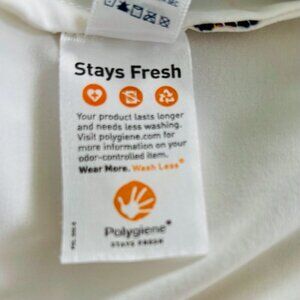 Stays Fresh
Your product lasts longer
and needs less washing.
Visit polygiene.com for
more information on your
odor-controlled item.
Wear More. Wash Less®
Polygiene®
STAYS FRESH